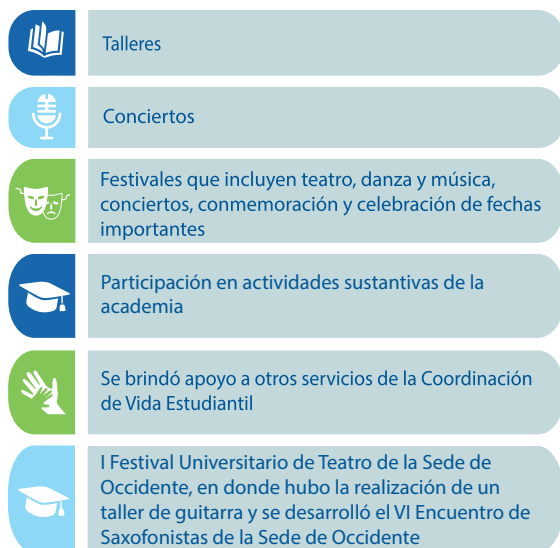 Talleres
Conciertos
Festivales que incluyen teatro, danza y música,
conciertos, conmemoración y celebración de fechas
importantes
Participación en actividades sustantivas de la
academia
Se brindó apoyo a otros servicios de la Coordinación
de Vida Estudiantil
I Festival Universitario de Teatro de la Sede de
Occidente, en donde hubo la realización de un
taller de guitarra y se desarrolló el VI Encuentro de
Saxofonistas de la Sede de Occidente